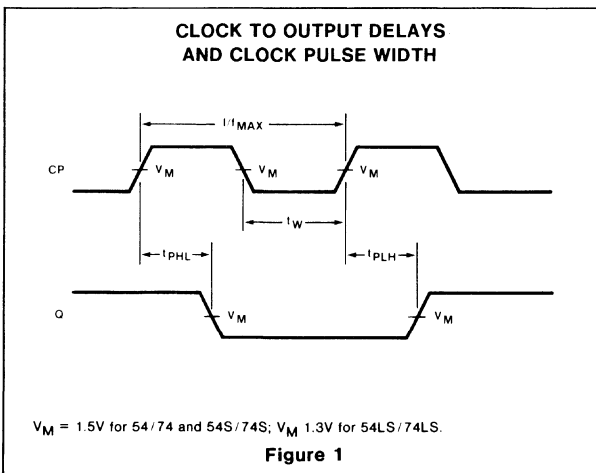 CLOCK TO OUTPUT DELAYS
AND CLOCK PULSE WIDTH
I/fMAX
CP
VM
VM
VM
tW
tPHL
tPLH
Q
VM
VM
VM = 1.5V for 54/74 and 54S/74S; VM 1.3V for 54LS/74LS.
Figure 1